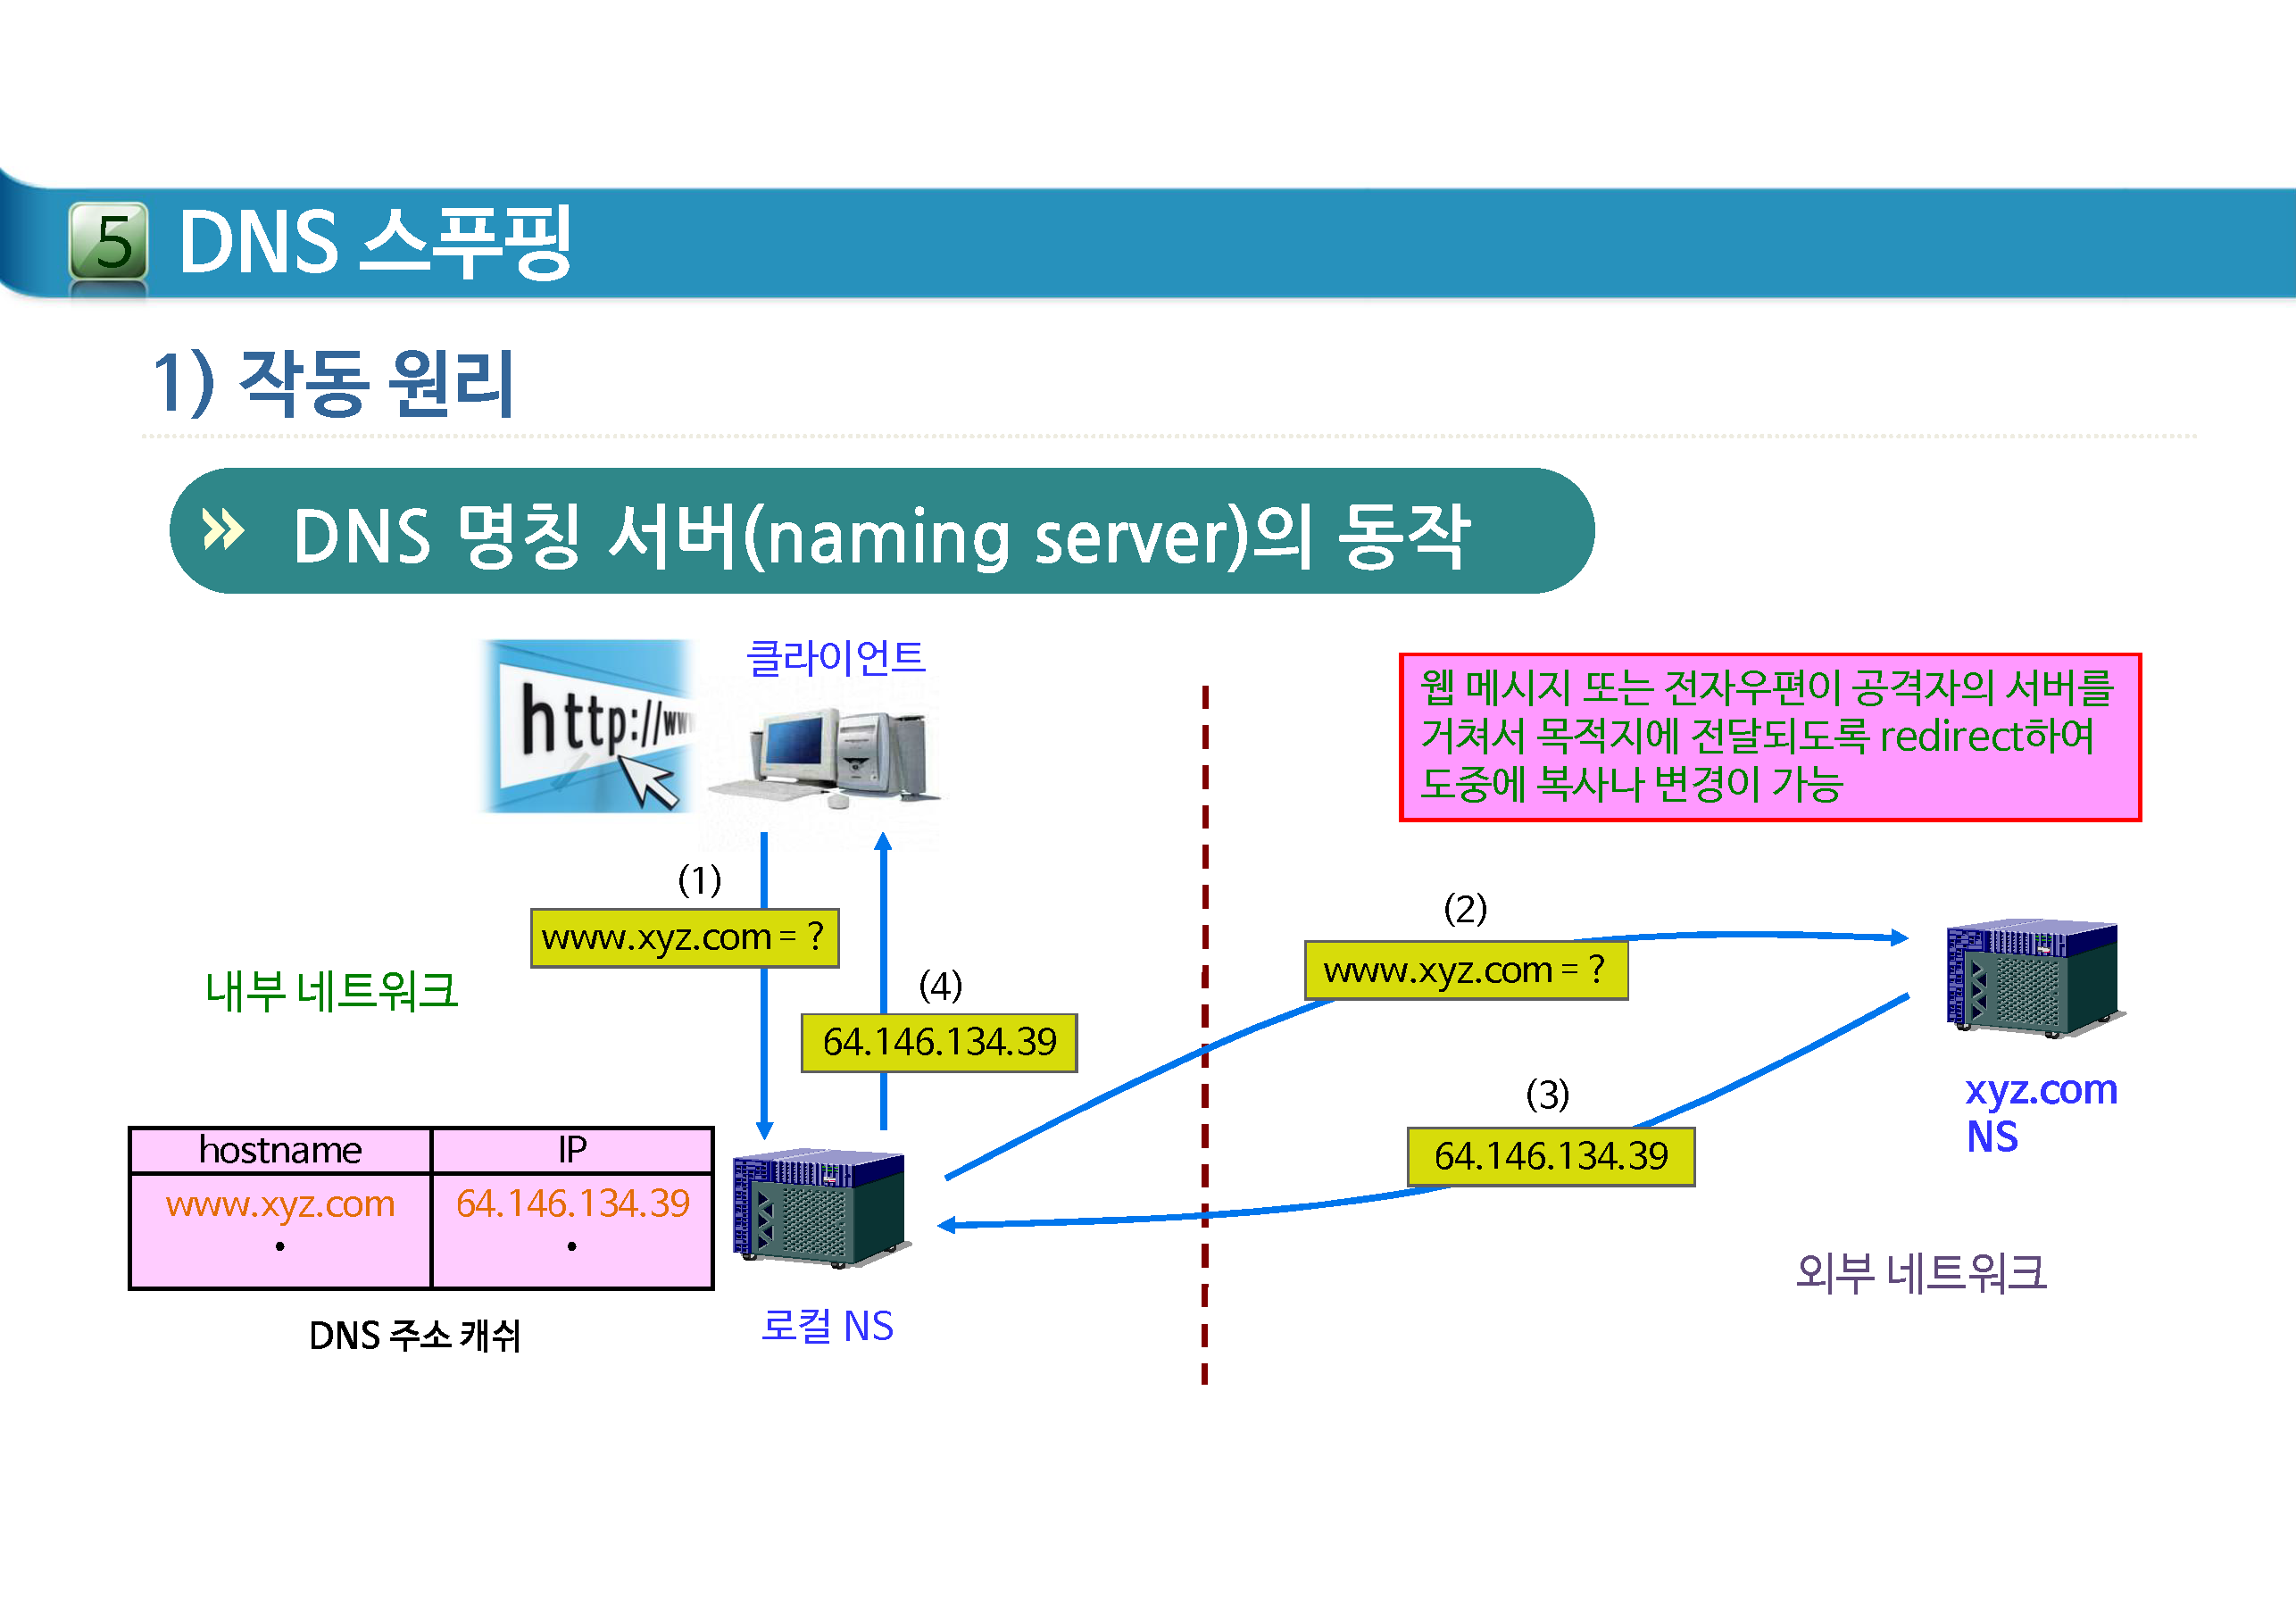 5 DNS 스푸핑
1) 작동 원리
DNS 명칭 서버(naming server)의 동작
http://ww
클라이언트
웹 메시지 또는 전자우편이 공격자의 서버를
거쳐서 목적지에 전달되도록 redirect하여
도중에 복사나 변경이 가능
(1)
www.xyz.com = ?
(2)
www.xyz.com = ?
내부 네트워크
(4)
64.146.134.39
(3)
64.146.134.39
xyz.com
NS
hostname IP
www.xyz.com 64.146.134.39
• •
외부 네트워크
DNS 주소 캐쉬
로컬 NS